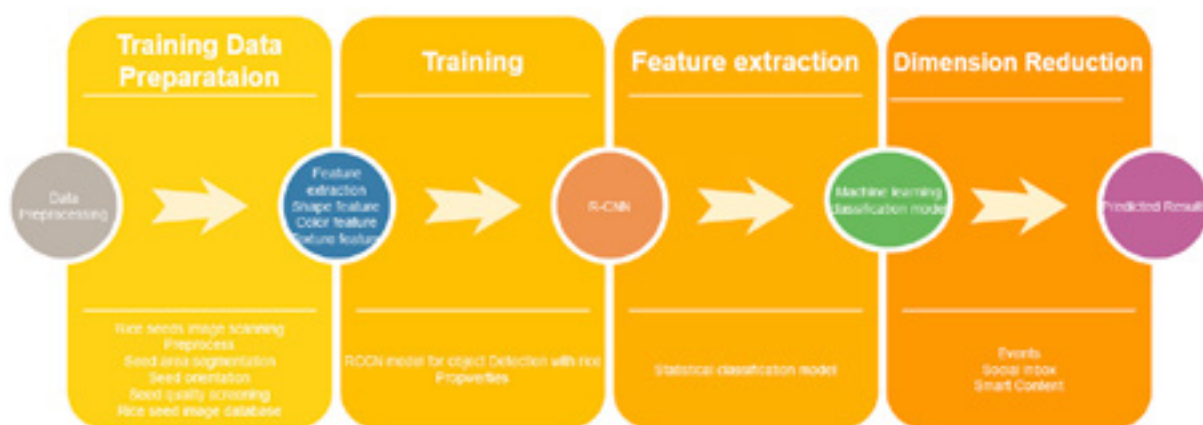 Training Data
Preparataion
Training
Feature extraction
Dimension Reduction
Data
Preprocessing
Feature
extraction
Shape feature
Color feature
Texture feature
R-CNN
Machine learning
classification model
Predicted Result
Rice seeds image scanning
Preprocess
Seed area segmentation
Seed orientation
Seed quality screening
Rice seed image database
RCCN model for object Detection with rice
Propwerties
Statistical classification model
Events
Social Inbox
Smart Content